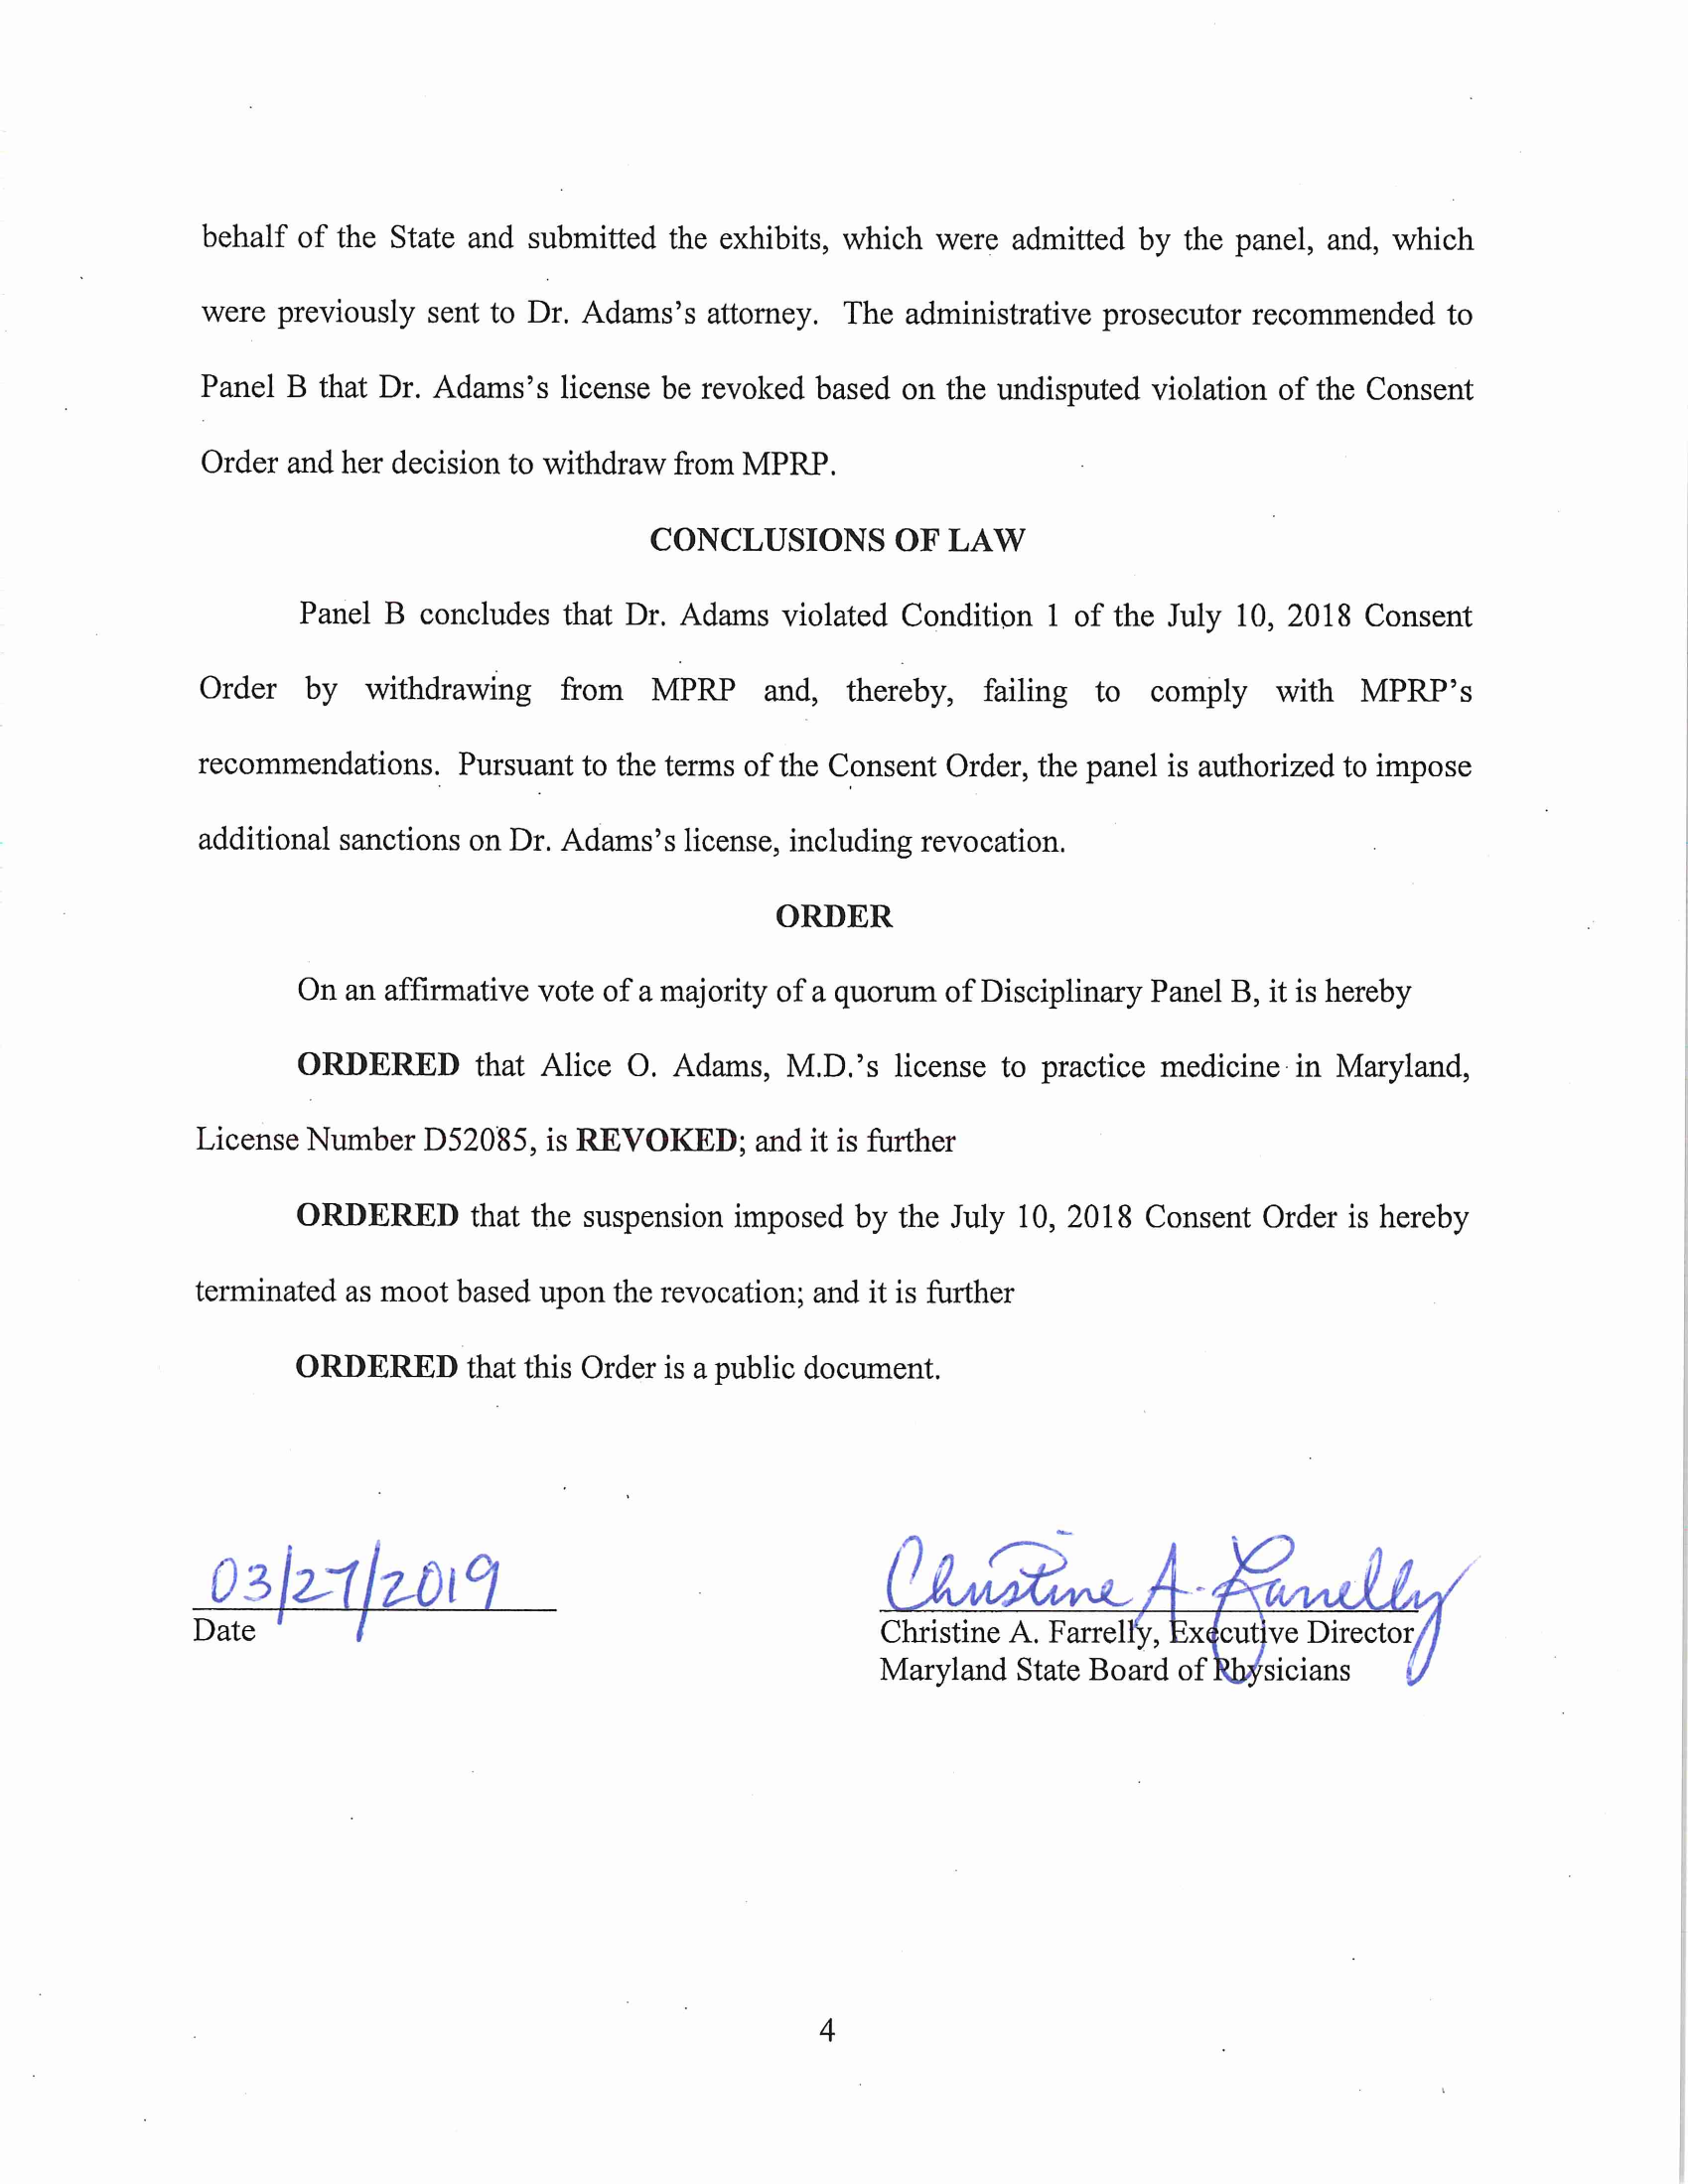 behalf of the State and submitted the exhibits, which were admitted by the panel, and, which
were previously sent to Dr. Adams's attorney. The administrative prosecutor recommended to
Panel B that Dr. Adams's license be revoked based on the undisputed violation of the Consent
Order and her decision to withdraw from MPRP.
CONCLUSIONS OF LAW
Panel B concludes that Dr. Adams violated Condition 1 of the July 10, 2018 Consent
Order by withdrawing from MPRP and, thereby, failing to comply with MPRP's
recommendations. Pursuant to the terms of the Consent Order, the panel is authorized to impose
additional sanctions on Dr. Adams's license, including revocation.
ORDER
On an affirmative vote of a majority of a quorum of Disciplinary Panel B, it is hereby
ORDERED that Alice O. Adams, M.D.'s license to practice medicine in Maryland,
License Number D52085, is REVOKED; and it is further
ORDERED that the suspension imposed by the July 10, 2018 Consent Order is hereby
terminated as moot based upon the revocation; and it is further
ORDERED that this Order is a public document.
03/27/2019
Date
Christine A. Farrelly
Christine A. Farrelly, Executive Director
Maryland State Board of Physicians
4